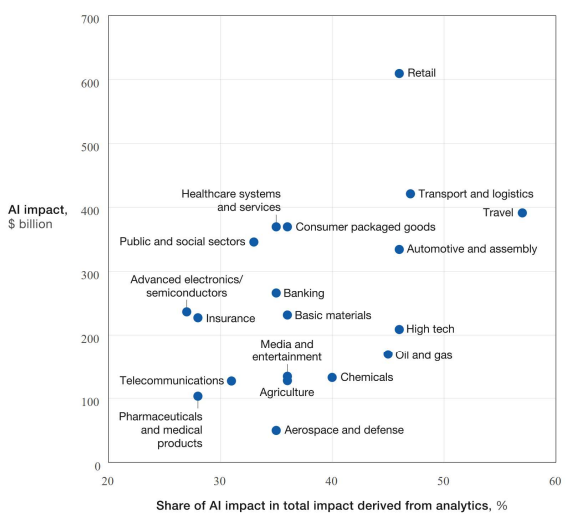 700
600
500
400
300
200
100
0
AI impact,
$ billion
Retail
Transport and logistics
Travel
Healthcare systems
and services
Consumer packaged goods
Public and social sectors
Automotive and assembly
Advanced electronics/
semiconductors
Banking
Insurance
Basic materials
High tech
Media and
entertainment
Oil and gas
Telecommunications
Chemicals
Agriculture
Pharmaceuticals
and medical
products
Aerospace and defense
20
30
40
50
60
Share of AI impact in total impact derived from analytics, %